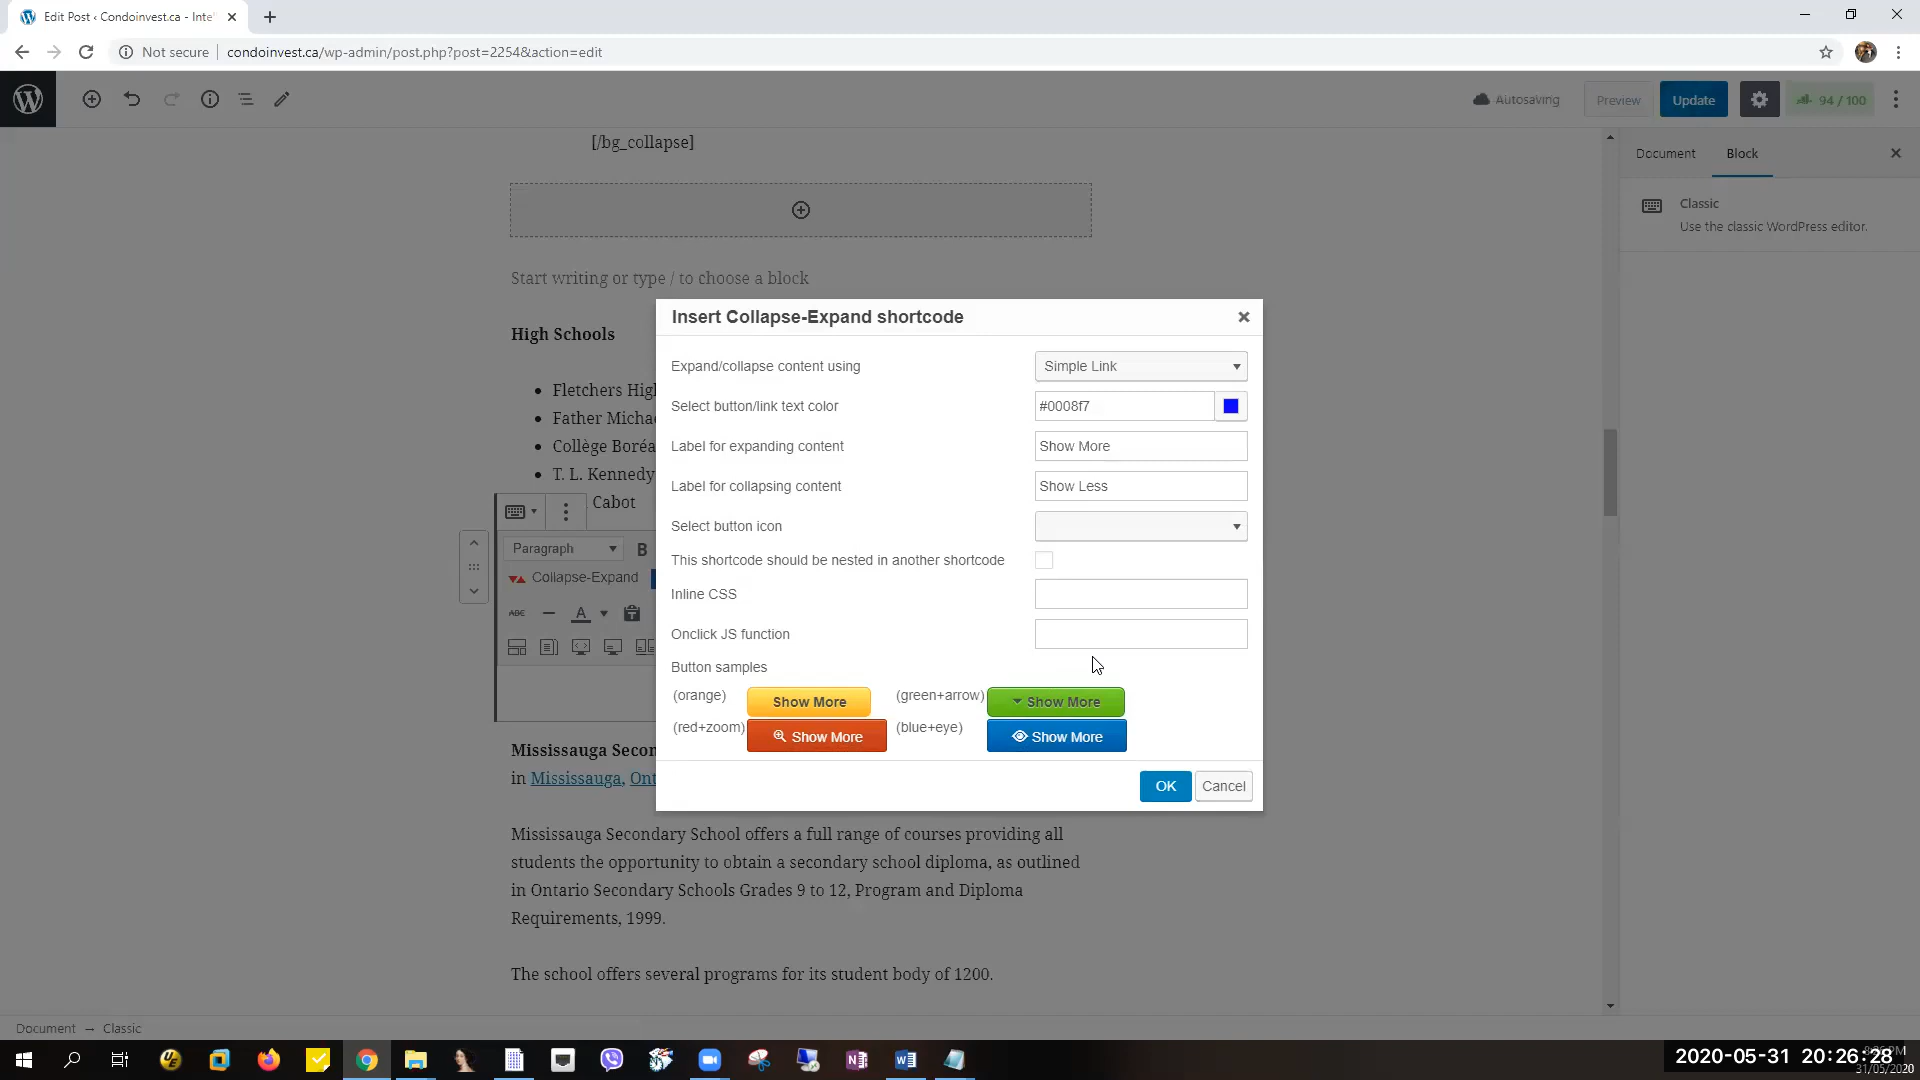 Edit Post ‹ Condoinvest.ca - Inte
Not secure
condoinvest.ca/wp-admin/post.php?post=2254&action=edit
Autosaving
Preview
Update
94 / 100
[/bg_collapse]
Document
Block
Classic
Use the classic WordPress editor.
Start writing or type / to choose a block
High Schools
Fletchers Hig
Father Micha
Collège Boréa
T. L. Kennedy
Cabot
Paragraph
B
Collapse-Expand
ABC
A
Insert Collapse-Expand shortcode
Expand/collapse content using
Simple Link
Select button/link text color
#0008f7
Label for expanding content
Show More
Label for collapsing content
Show Less
Select button icon
This shortcode should be nested in another shortcode
Inline CSS
Onclick JS function
Button samples
(orange)
Show More
(green+arrow)
Show More
(red+zoom)
Show More
(blue+eye)
Show More
OK
Cancel
Mississauga Secon
in Mississauga, Ont
Mississauga Secondary School offers a full range of courses providing all
students the opportunity to obtain a secondary school diploma, as outlined
in Ontario Secondary Schools Grades 9 to 12, Program and Diploma
Requirements, 1999.
The school offers several programs for its student body of 1200.
Document → Classic
2020-05-31 20:26:28
31/05/2020